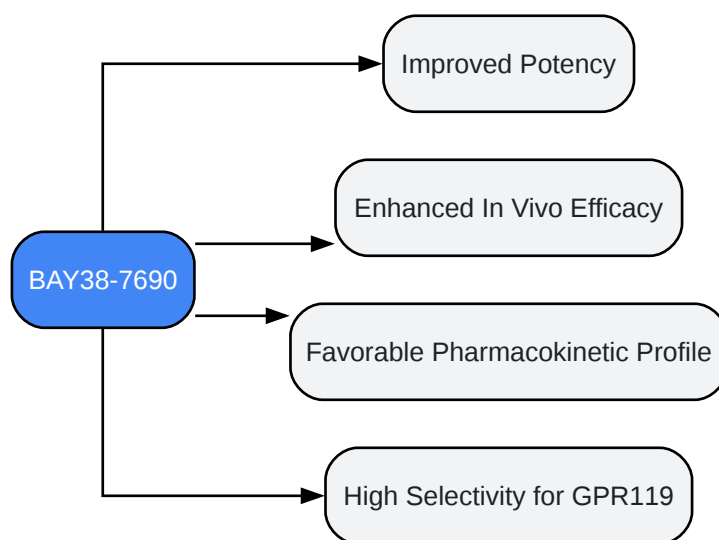 Improved Potency
Enhanced In Vivo Efficacy
BAY38-7690
Favorable Pharmacokinetic Profile
High Selectivity for GPR119